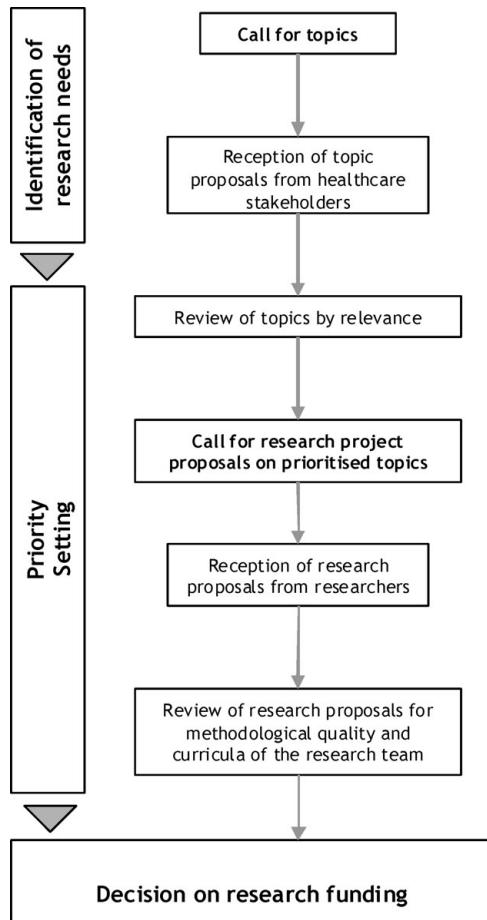 Identification of
research needs
Call for topics
Reception of topic
proposals from healthcare
stakeholders
Priority
Setting
Review of topics by relevance
Call for research project
proposals on prioritised topics
Reception of research
proposals from researchers
Review of research proposals for
methodological quality and
curricula of the research team
Decision on research funding